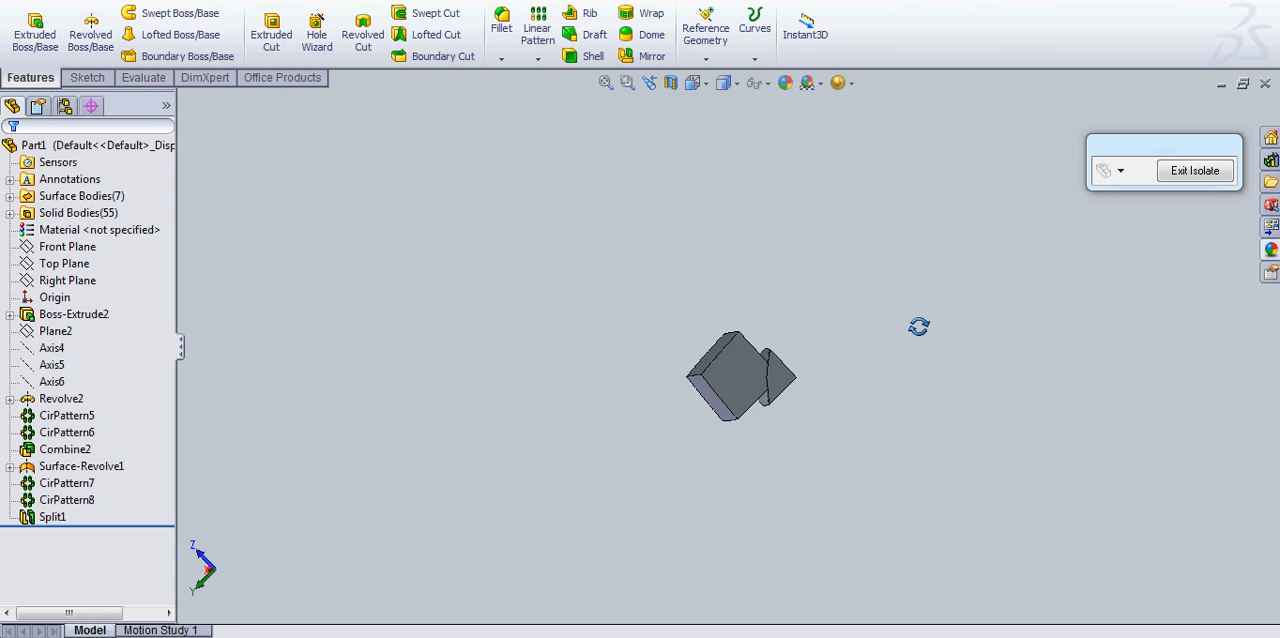 Extruded Boss/Base
Revolved Boss/Base
Swept Boss/Base
Lofted Boss/Base
Boundary Boss/Base
Extruded Cut
Hole Wizard
Revolved Cut
Swept Cut
Lofted Cut
Boundary Cut
Fillet
Linear Pattern
Rib
Draft
Shell
Wrap
Dome
Mirror
Reference Geometry
Curves
Instant3D
Features
Sketch
Evaluate
DimXpert
Office Products
Part1 (Default<<Default>_Disp
Sensors
Annotations
Surface Bodies(7)
Solid Bodies(55)
Material <not specified>
Front Plane
Top Plane
Right Plane
Origin
Boss-Extrude2
Plane2
Axis4
Axis5
Axis6
Revolve2
CirPattern5
CirPattern6
Combine2
Surface-Revolve1
CirPattern7
CirPattern8
Split1
Exit Isolate
Z
Y
Model
Motion Study 1